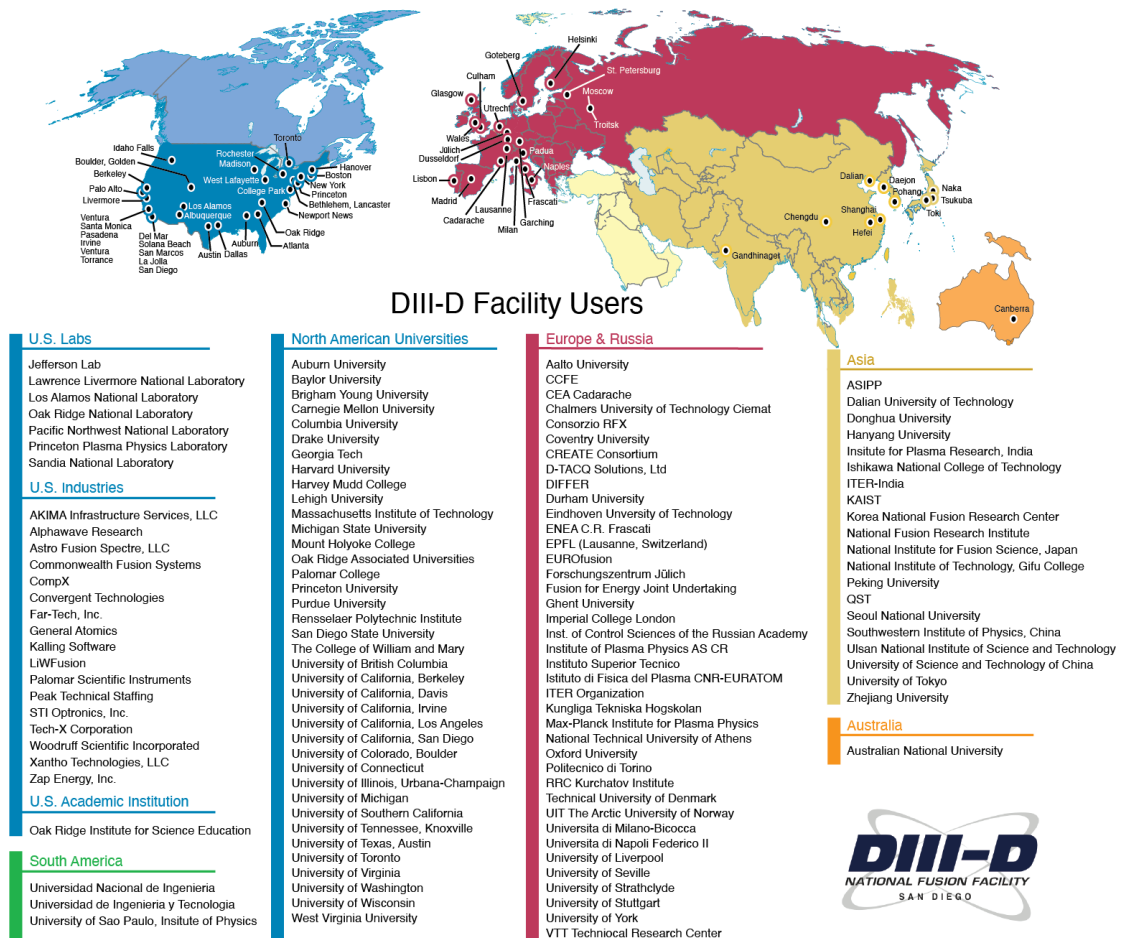 Helsinki
Goteberg
St. Petersburg
Culham
Moscow
Glasgow
Utrecht
Troitsk
Wales
Jülich
Dusseldorf
Padua
Naples
Lisbon
Madrid
Cadarache
Lausanne
Milan
Garching
Frascati
Toronto
Idaho Falls
Rochester
Madison
Hanover
Boston
Boulder, Golden
Berkeley
West Lafayette
New York
College Park
Princeton
Palo Alto
Bethlehem, Lancaster
Livermore
Los Alamos
Albuquerque
Newport News
Ventura
Santa Monica
Pasadena
Irvine
Ventura
Torrance
Del Mar
Solana Beach
San Marcos
La Jolla
San Diego
Austin
Dallas
Auburn
Atlanta
Oak Ridge
Dalian
Daejon
Pohang
Naka
Tsukuba
Toki
Chengdu
Shanghai
Hefei
Gandhinaget
Canberra
DIII-D Facility Users
U.S. Labs
Jefferson Lab
Lawrence Livermore National Laboratory
Los Alamos National Laboratory
Oak Ridge National Laboratory
Pacific Northwest National Laboratory
Princeton Plasma Physics Laboratory
Sandia National Laboratory
U.S. Industries
AKIMA Infrastructure Services, LLC
Alphawave Research
Astro Fusion Spectre, LLC
Commonwealth Fusion Systems
CompX
Convergent Technologies
Far-Tech, Inc.
General Atomics
Kalling Software
LiWFusion
Palomar Scientific Instruments
Peak Technical Staffing
STI Optronics, Inc.
Tech-X Corporation
Woodruff Scientific Incorporated
Xantho Technologies, LLC
Zap Energy, Inc.
U.S. Academic Institution
Oak Ridge Institute for Science Education
South America
Universidad Nacional de Ingenieria
Universidad de Ingenieria y Tecnologia
University of Sao Paulo, Insitute of Physics
North American Universities
Auburn University
Baylor University
Brigham Young University
Carnegie Mellon University
Columbia University
Drake University
Georgia Tech
Harvard University
Harvey Mudd College
Lehigh University
Massachusetts Institute of Technology
Michigan State University
Mount Holyoke College
Oak Ridge Associated Universities
Palomar College
Princeton University
Purdue University
Rensselaer Polytechnic Institute
San Diego State University
The College of William and Mary
University of British Columbia
University of California, Berkeley
University of California, Davis
University of California, Irvine
University of California, Los Angeles
University of California, San Diego
University of Colorado, Boulder
University of Connecticut
University of Illinois, Urbana-Champaign
University of Michigan
University of Southern California
University of Tennessee, Knoxville
University of Texas, Austin
University of Toronto
University of Virginia
University of Washington
University of Wisconsin
West Virginia University
Europe & Russia
Aalto University
CCFE
CEA Cadarache
Chalmers University of Technology Ciemat
Consorzio RFX
Coventry University
CREATE Consortium
D-TACQ Solutions, Ltd
DIFFER
Durham University
Eindhoven Unversity of Technology
ENEA C.R. Frascati
EPFL (Lausanne, Switzerland)
EUROfusion
Forschungszentrum Jülich
Fusion for Energy Joint Undertaking
Ghent University
Imperial College London
Inst. of Control Sciences of the Russian Academy
Institute of Plasma Physics AS CR
Instituto Superior Tecnico
Istituto di Fisica del Plasma CNR-EURATOM
ITER Organization
Kungliga Tekniska Hogskolan
Max-Planck Institute for Plasma Physics
National Technical University of Athens
Oxford University
Politecnico di Torino
RRC Kurchatov Institute
Technical University of Denmark
UIT The Arctic University of Norway
Universita di Milano-Bicocca
Universita di Napoli Federico II
University of Liverpool
University of Seville
University of Strathclyde
University of Stuttgart
University of York
VTT Techniocal Research Center
Asia
ASIPP
Dalian University of Technology
Donghua University
Hanyang University
Insitute for Plasma Research, India
Ishikawa National College of Technology
ITER-India
KAIST
Korea National Fusion Research Center
National Fusion Research Institute
National Institute for Fusion Science, Japan
National Institute of Technology, Gifu College
Peking University
QST
Seoul National University
Southwestern Institute of Physics, China
Ulsan National Institute of Science and Technology
University of Science and Technology of China
University of Tokyo
Zhejiang University
Australia
Australian National University
DIII-D
NATIONAL FUSION FACILITY
SAN DIEGO